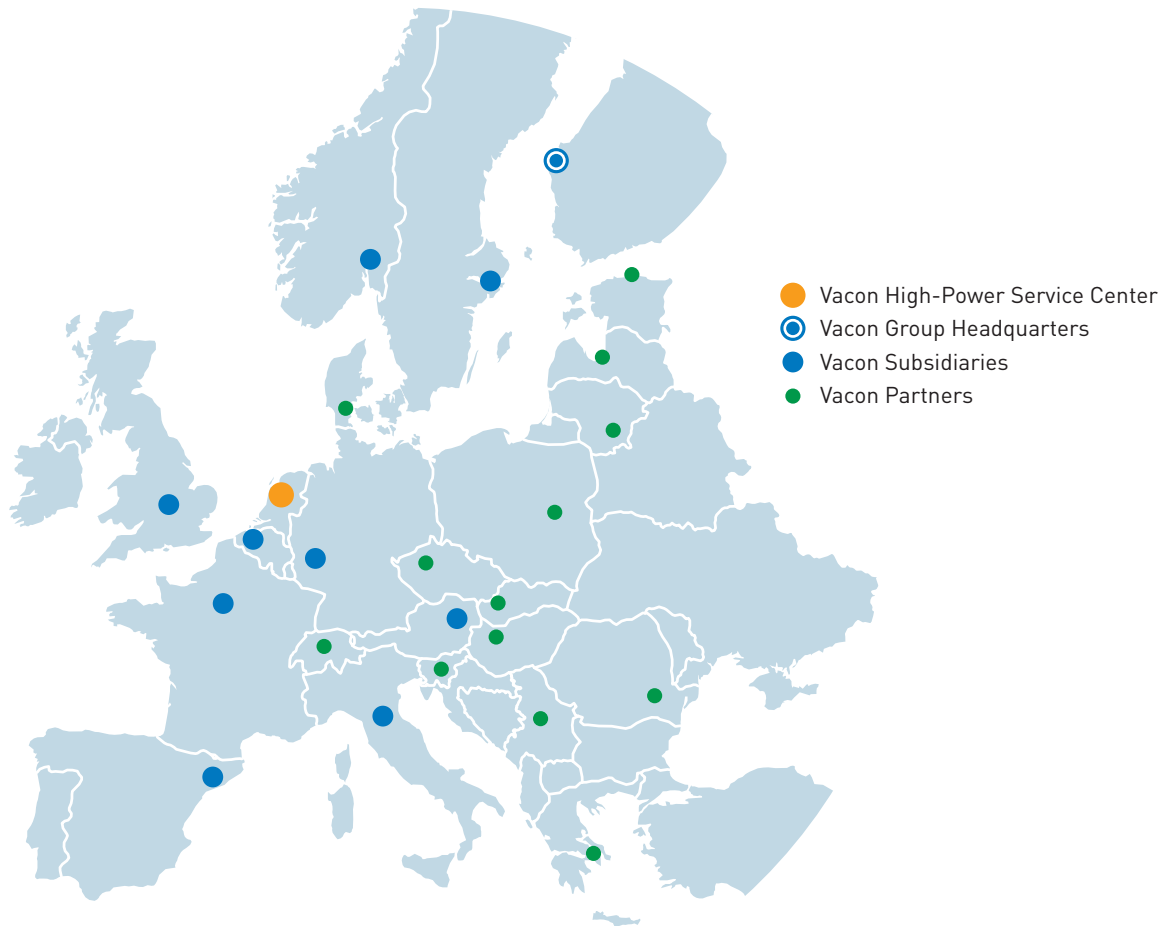 Vacon High-Power Service Center
Vacon Group Headquarters
Vacon Subsidiaries
Vacon Partners